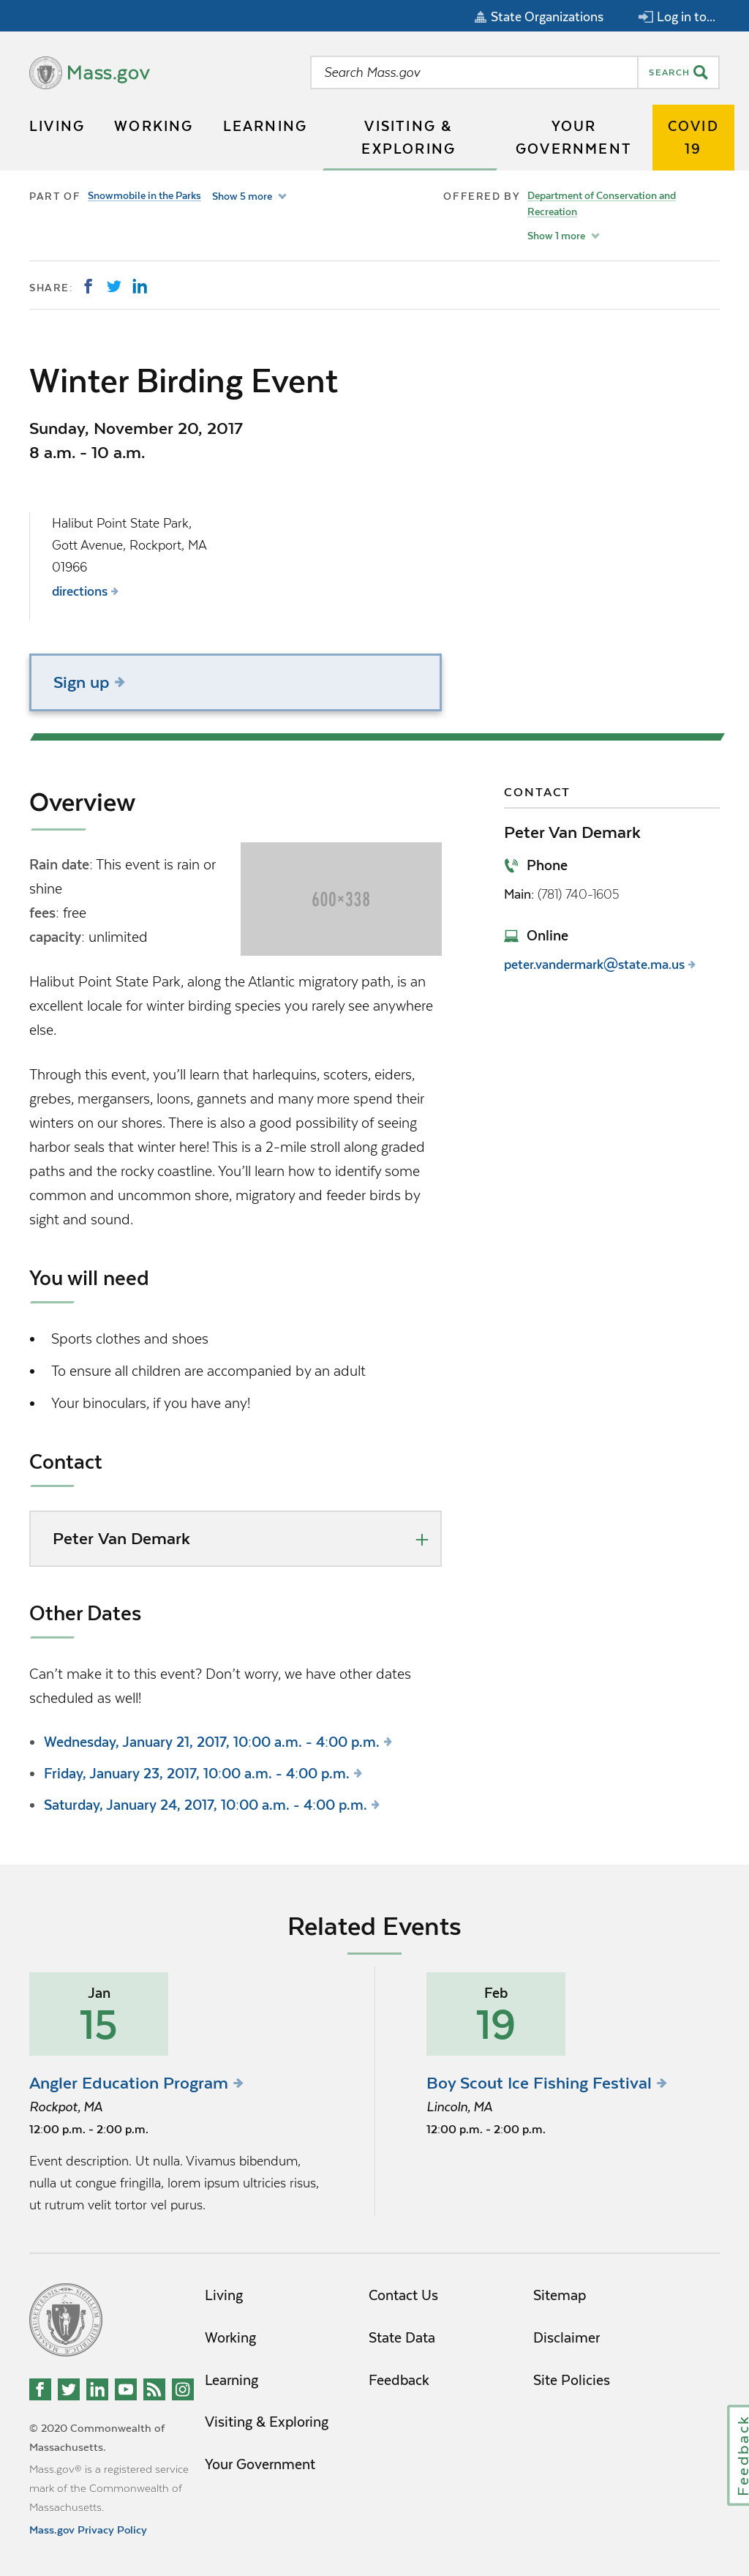 State Organizations
Log in to...
Mass.gov
Search Mass.gov
SEARCH
LIVING
WORKING
LEARNING
VISITING &
EXPLORING
YOUR
GOVERNMENT
COVID
19
PART OF
Snowmobile in the Parks
Show 5 more
OFFERED BY
Department of Conservation and
Recreation
Show 1 more
SHARE:
Winter Birding Event
Sunday, November 20, 2017
8 a.m. - 10 a.m.
Halibut Point State Park,
Gott Avenue, Rockport, MA
01966
directions
Sign up
Overview
Rain date: This event is rain or
shine
fees: free
capacity: unlimited
600×338
Halibut Point State Park, along the Atlantic migratory path, is an
excellent locale for winter birding species you rarely see anywhere
else.
Through this event, you’ll learn that harlequins, scoters, eiders,
grebes, mergansers, loons, gannets and many more spend their
winters on our shores. There is also a good possibility of seeing
harbor seals that winter here! This is a 2-mile stroll along graded
paths and the rocky coastline. You’ll learn how to identify some
common and uncommon shore, migratory and feeder birds by
sight and sound.
You will need
Sports clothes and shoes
To ensure all children are accompanied by an adult
Your binoculars, if you have any!
Contact
Peter Van Demark
Other Dates
Can’t make it to this event? Don’t worry, we have other dates
scheduled as well!
Wednesday, January 21, 2017, 10:00 a.m. - 4:00 p.m.
Friday, January 23, 2017, 10:00 a.m. - 4:00 p.m.
Saturday, January 24, 2017, 10:00 a.m. - 4:00 p.m.
CONTACT
Peter Van Demark
Phone
Main: (781) 740-1605
Online
peter.vandermark@state.ma.us
Related Events
Jan
15
Angler Education Program
Rockpot, MA
12:00 p.m. - 2:00 p.m.
Event description. Ut nulla. Vivamus bibendum,
nulla ut congue fringilla, lorem ipsum ultricies risus,
ut rutrum velit tortor vel purus.
Feb
19
Boy Scout Ice Fishing Festival
Lincoln, MA
12:00 p.m. - 2:00 p.m.
Living
Working
Learning
Visiting & Exploring
Your Government
Contact Us
State Data
Feedback
Sitemap
Disclaimer
Site Policies
© 2020 Commonwealth of
Massachusetts.
Mass.gov® is a registered service
mark of the Commonwealth of
Massachusetts.
Mass.gov Privacy Policy
Feedback